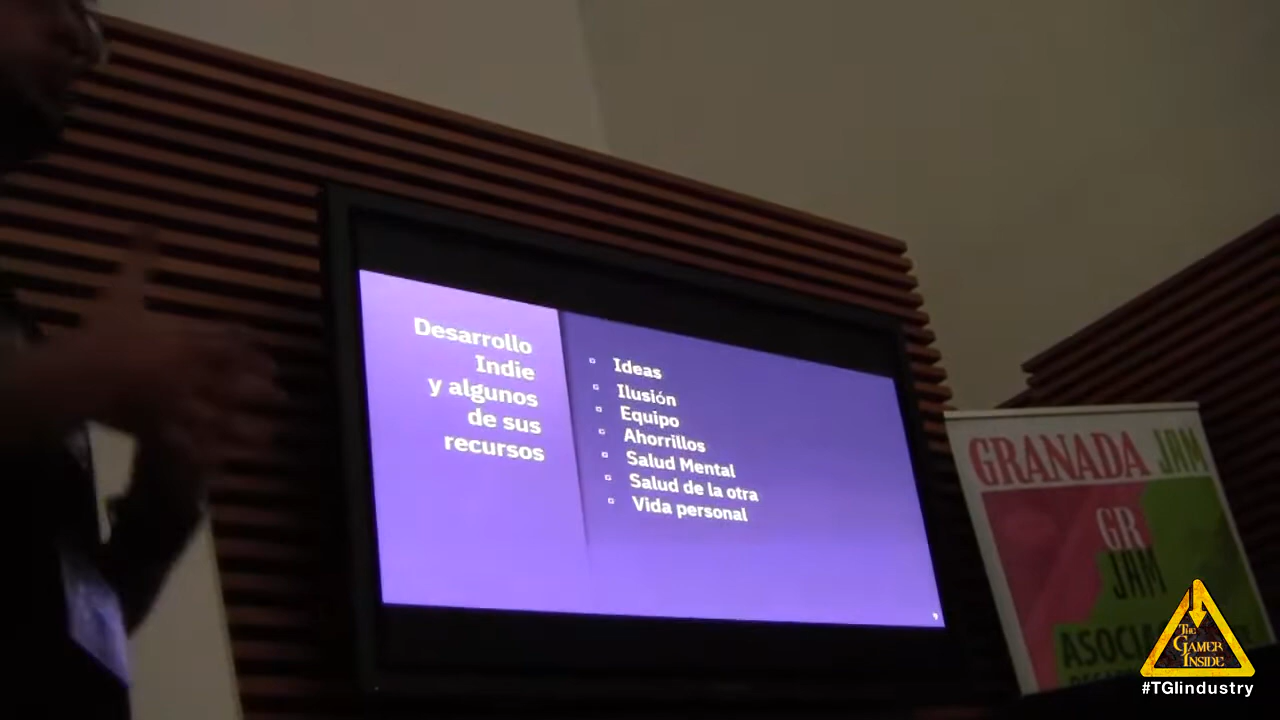 Desarrollo
Indie
y algunos
de sus
recursos
Ideas
Ilusión
Equipo
Ahorrillos
Salud Mental
Salud de la otra
Vida personal
9
GRANADA JAM
GR
JAM
THE
GAMER
INSIDE
#TGIindustry